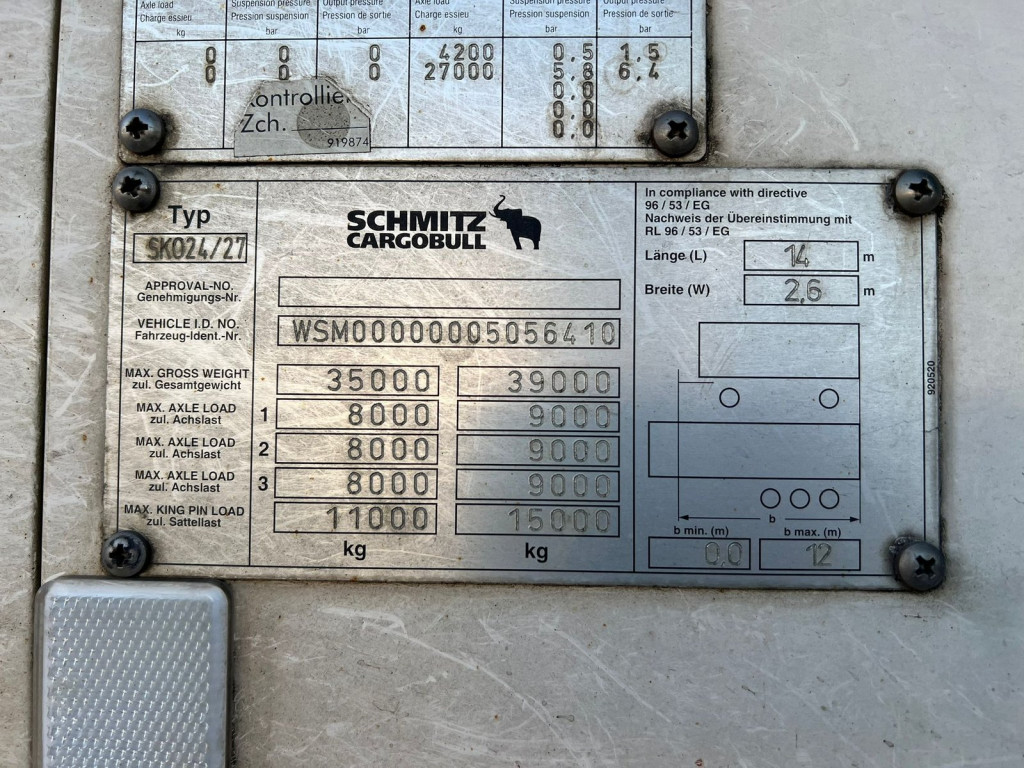 Axle load Suspension pressure Output pressure Axle load Suspension pressure Output pressure
Charge essieu Pression suspension Pression de sortie Charge essieu Pression suspension Pression de sortie
kg bar bar kg bar bar
0 0 0 4200 0,5 1,5
0 0 0 27000 5,8 6,4
0,0
0,0
0,0
Zch.
919874
Typ
SKO24/27
SCHMITZ
CARGOBULL
APPROVAL-NO.
Genehmigungs-Nr.
VEHICLE I.D. NO.
Fahrzeug-Ident.-Nr.
WSM00000005056410
MAX. GROSS WEIGHT
zul. Gesamtgewicht
35000 39000
MAX. AXLE LOAD
zul. Achslast
1 8000 9000
MAX. AXLE LOAD
zul. Achslast
2 8000 9000
MAX. AXLE LOAD
zul. Achslast
3 8000 9000
MAX. KING PIN LOAD
zul. Sattellast
11000 15000
kg kg
In compliance with directive
96 / 53 / EG
Nachweis der Übereinstimmung mit
RL 96 / 53 / EG
Länge (L) 14 m
Breite (W) 2,6 m
b
b min. (m) b max. (m)
0,0 12
920520